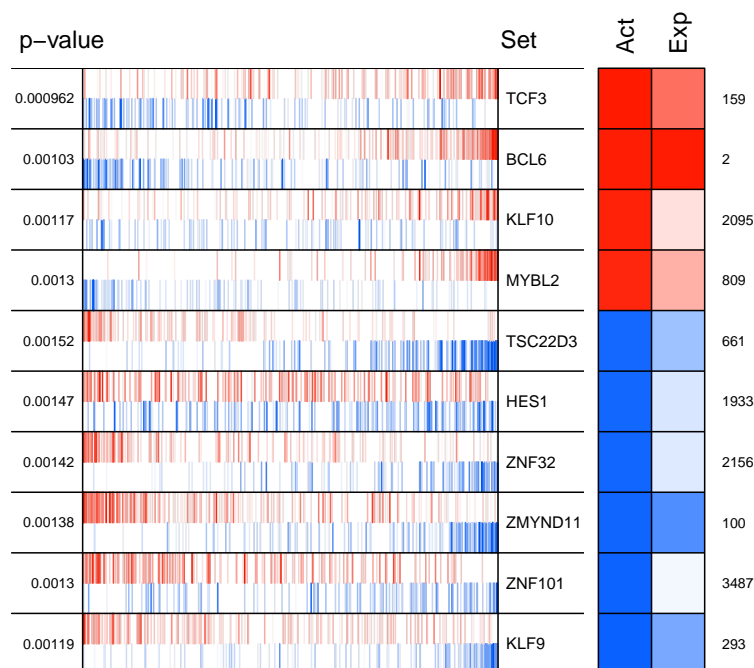 p−value Set Act Exp
0.000962 TCF3 159
0.00103 BCL6 2
0.00117 KLF10 2095
0.0013 MYBL2 809
0.00152 TSC22D3 661
0.00147 HES1 1933
0.00142 ZNF32 2156
0.00138 ZMYND11 100
0.0013 ZNF101 3487
0.00119 KLF9 293